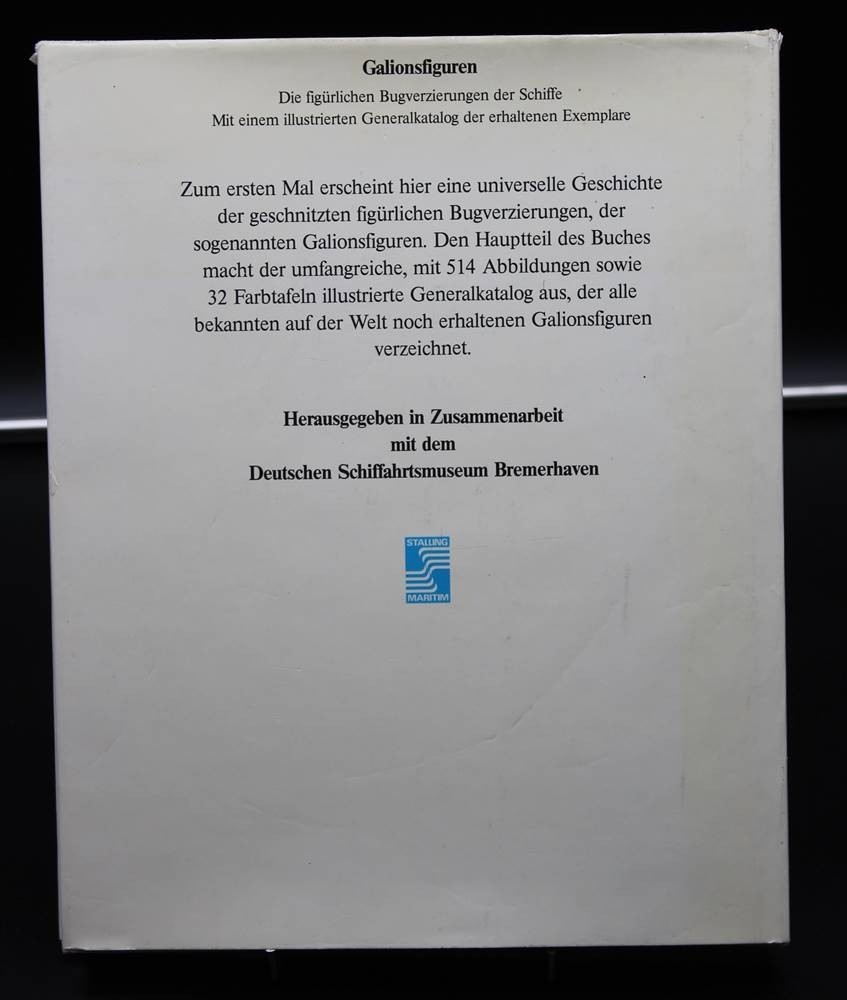 Galionsfiguren
Die figürlichen Bugverzierungen der Schiffe
Mit einem illustrierten Generalkatalog der erhaltenen Exemplare
Zum ersten Mal erscheint hier eine universelle Geschichte
der geschnitzten figürlichen Bugverzierungen, der
sogenannten Galionsfiguren. Den Hauptteil des Buches
macht der umfangreiche, mit 514 Abbildungen sowie
32 Farbtafeln illustrierte Generalkatalog aus, der alle
bekannten auf der Welt noch erhaltenen Galionsfiguren
verzeichnet.
Herausgegeben in Zusammenarbeit
mit dem
Deutschen Schiffahrtsmuseum Bremerhaven
STALLING
MARITIM